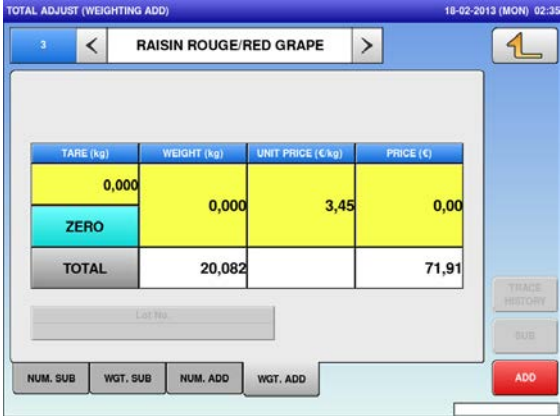 TOTAL ADJUST (WEIGHTING ADD) 18-02-2013 (MON) 02:35
3 < RAISIN ROUGE/RED GRAPE >
TARE (kg) WEIGHT (kg) UNIT PRICE (€/kg) PRICE (€)
0,000
0,000 3,45 0,00
ZERO
TOTAL 20,082 71,91
TRACE
HISTORY
Lot No.
SUB
NUM. SUB WGT. SUB NUM. ADD WGT. ADD ADD